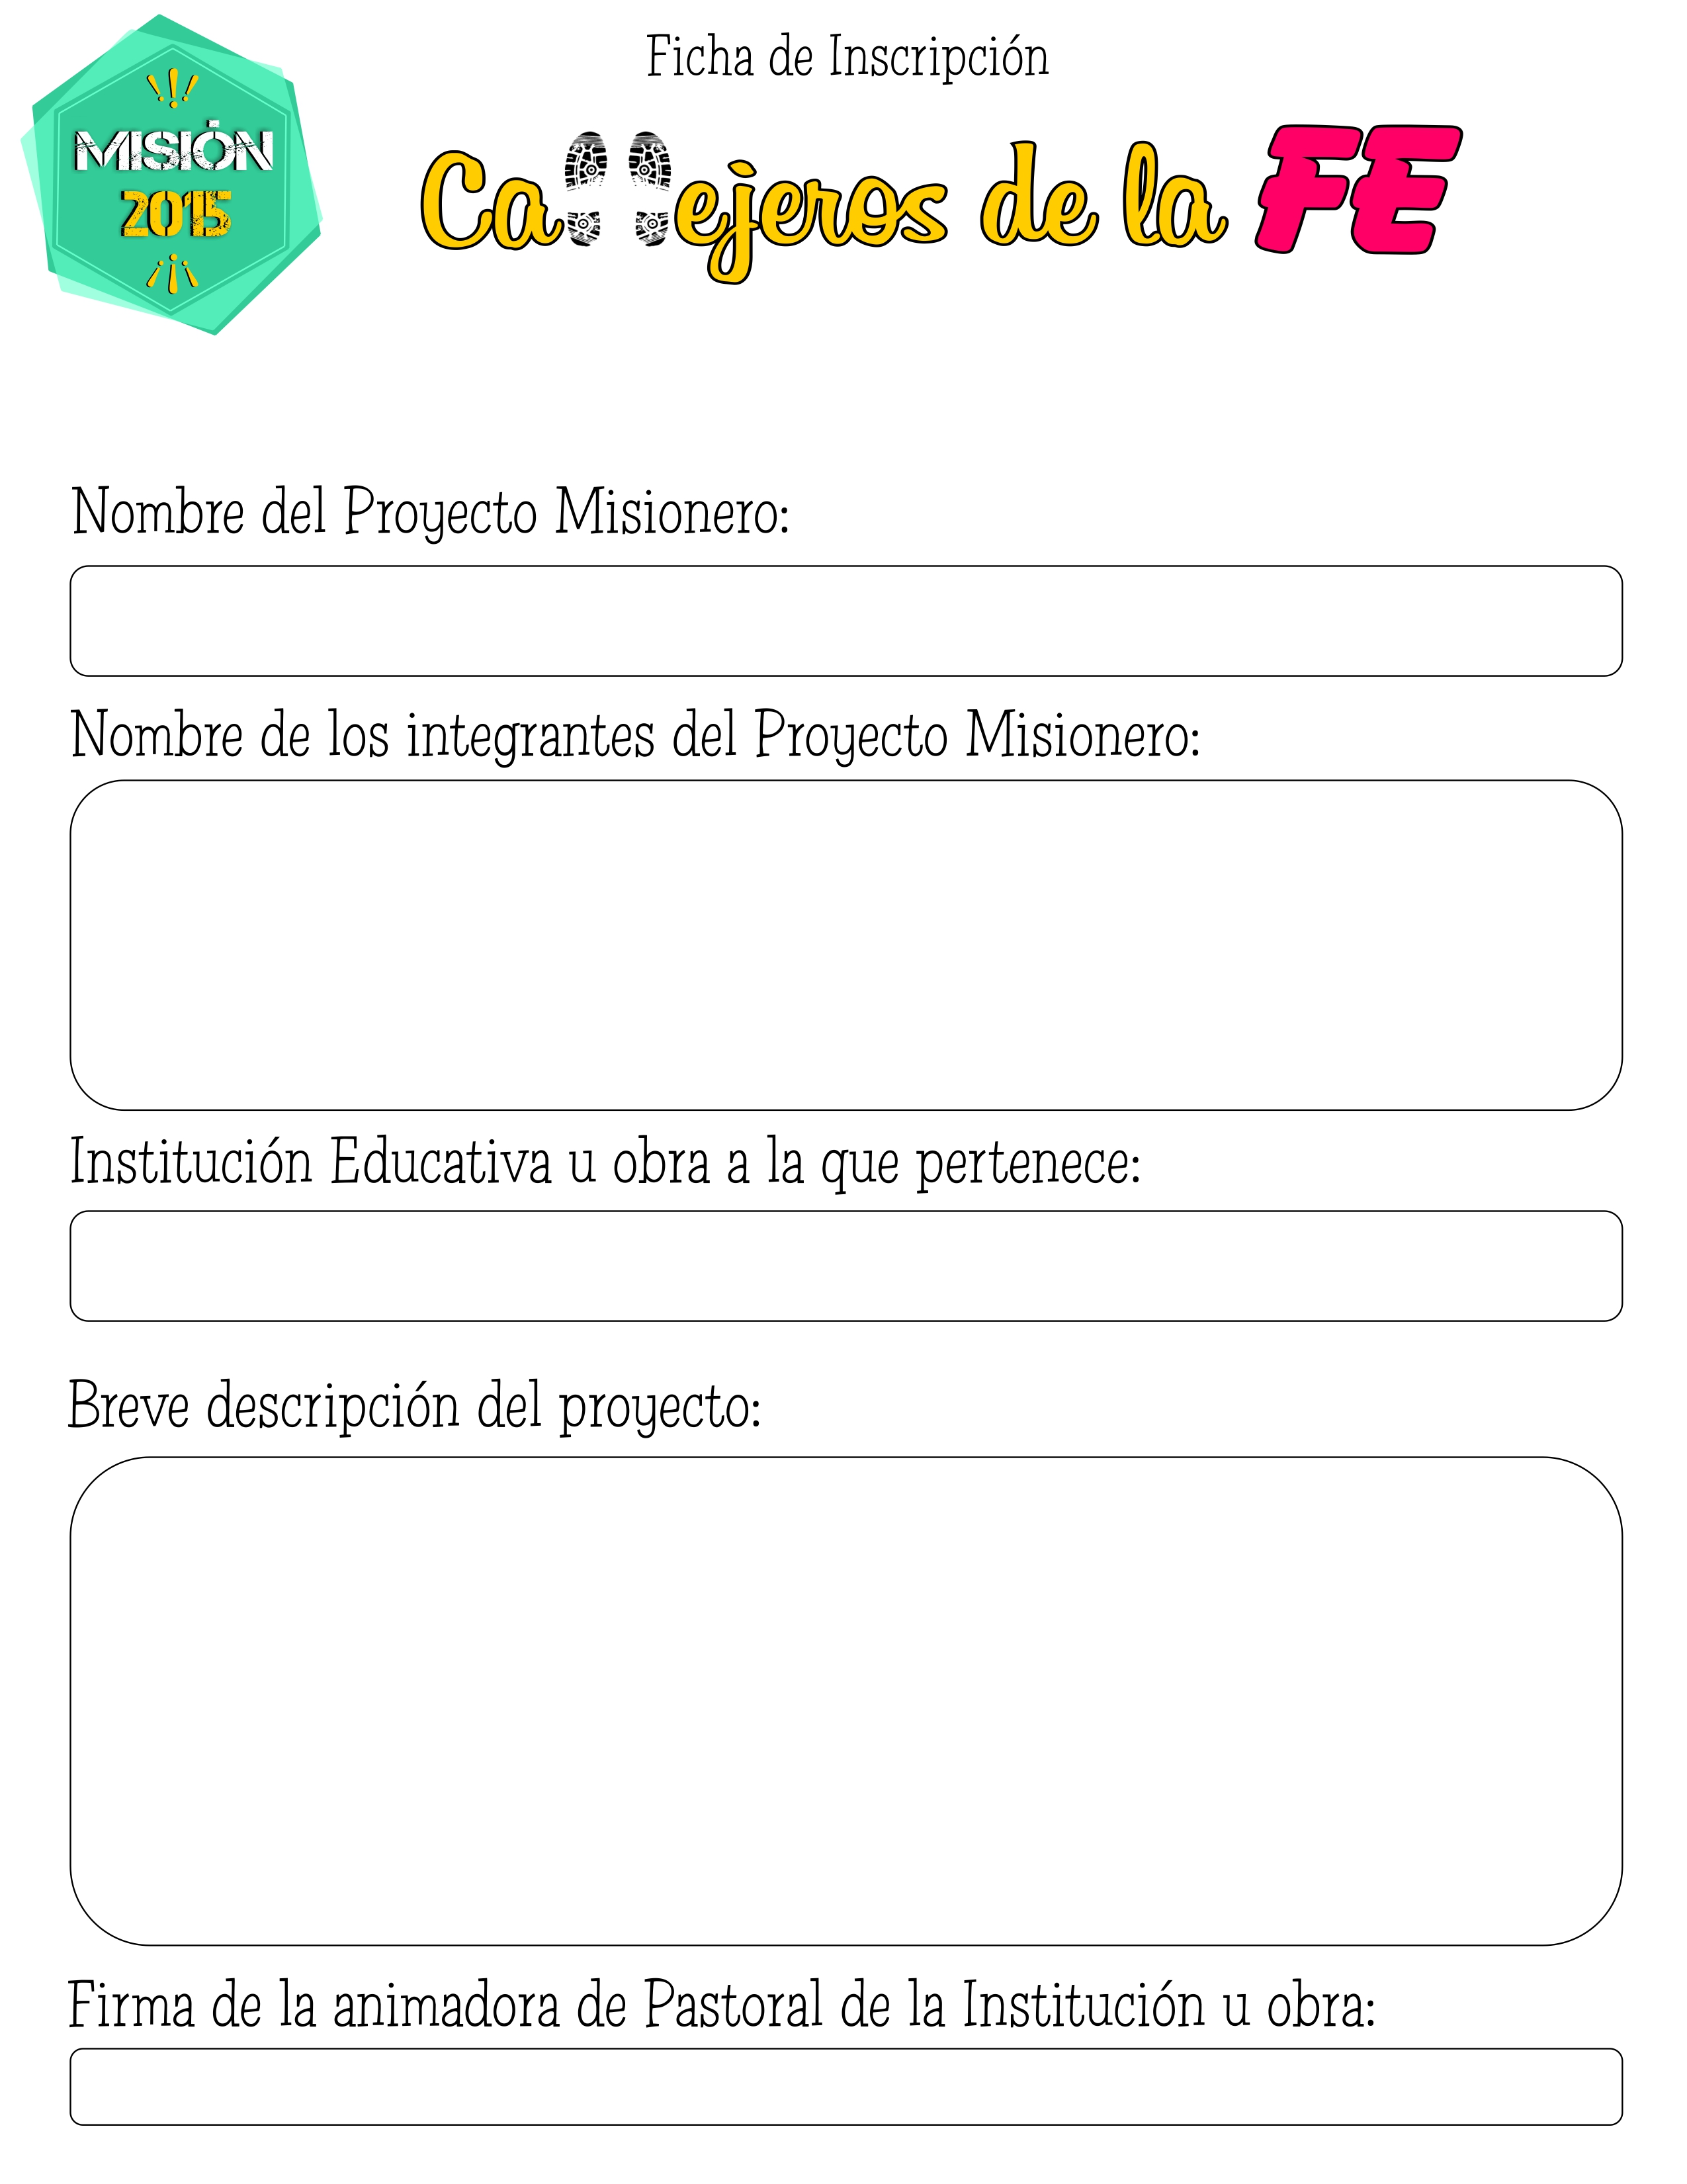 Ficha de Inscripción
MISIÓN
2015
Callejeros de la FE
Nombre del Proyecto Misionero:
Nombre de los integrantes del Proyecto Misionero:
Institución Educativa u obra a la que pertenece:
Breve descripción del proyecto:
Firma de la animadora de Pastoral de la Institución u obra: